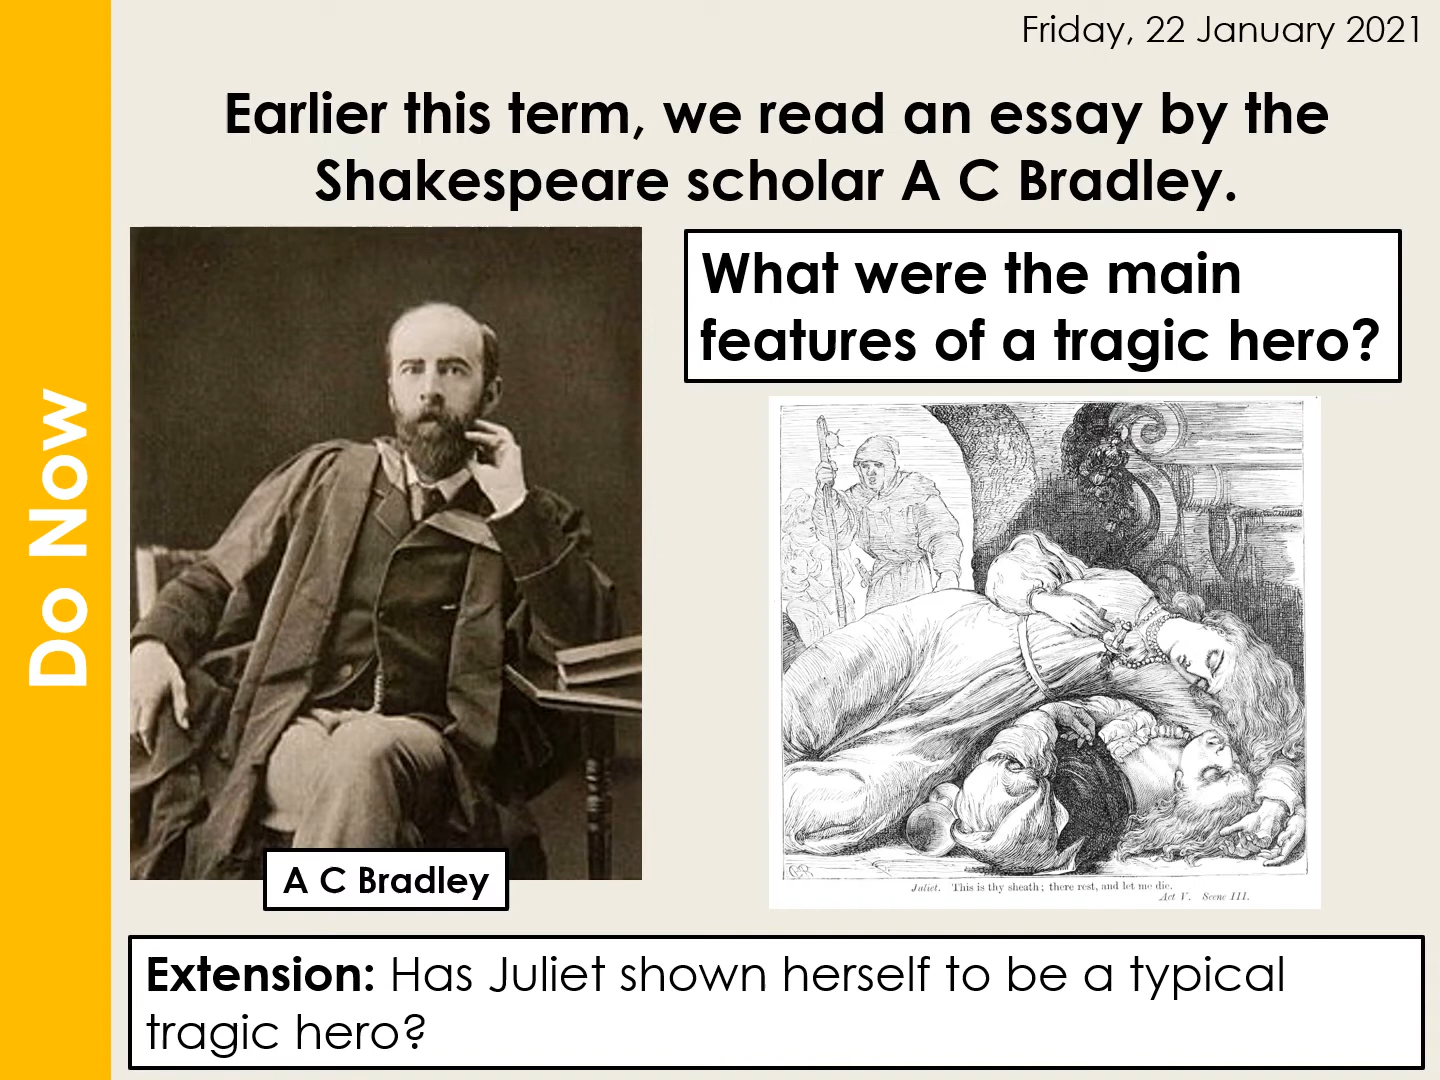 Friday, 22 January 2021
Earlier this term, we read an essay by the
Shakespeare scholar A C Bradley.
Do Now
What were the main
features of a tragic hero?
A C Bradley
Juliet. This is thy sheath; there rest, and let me die.
Act V. Scene III.
Extension: Has Juliet shown herself to be a typical
tragic hero?